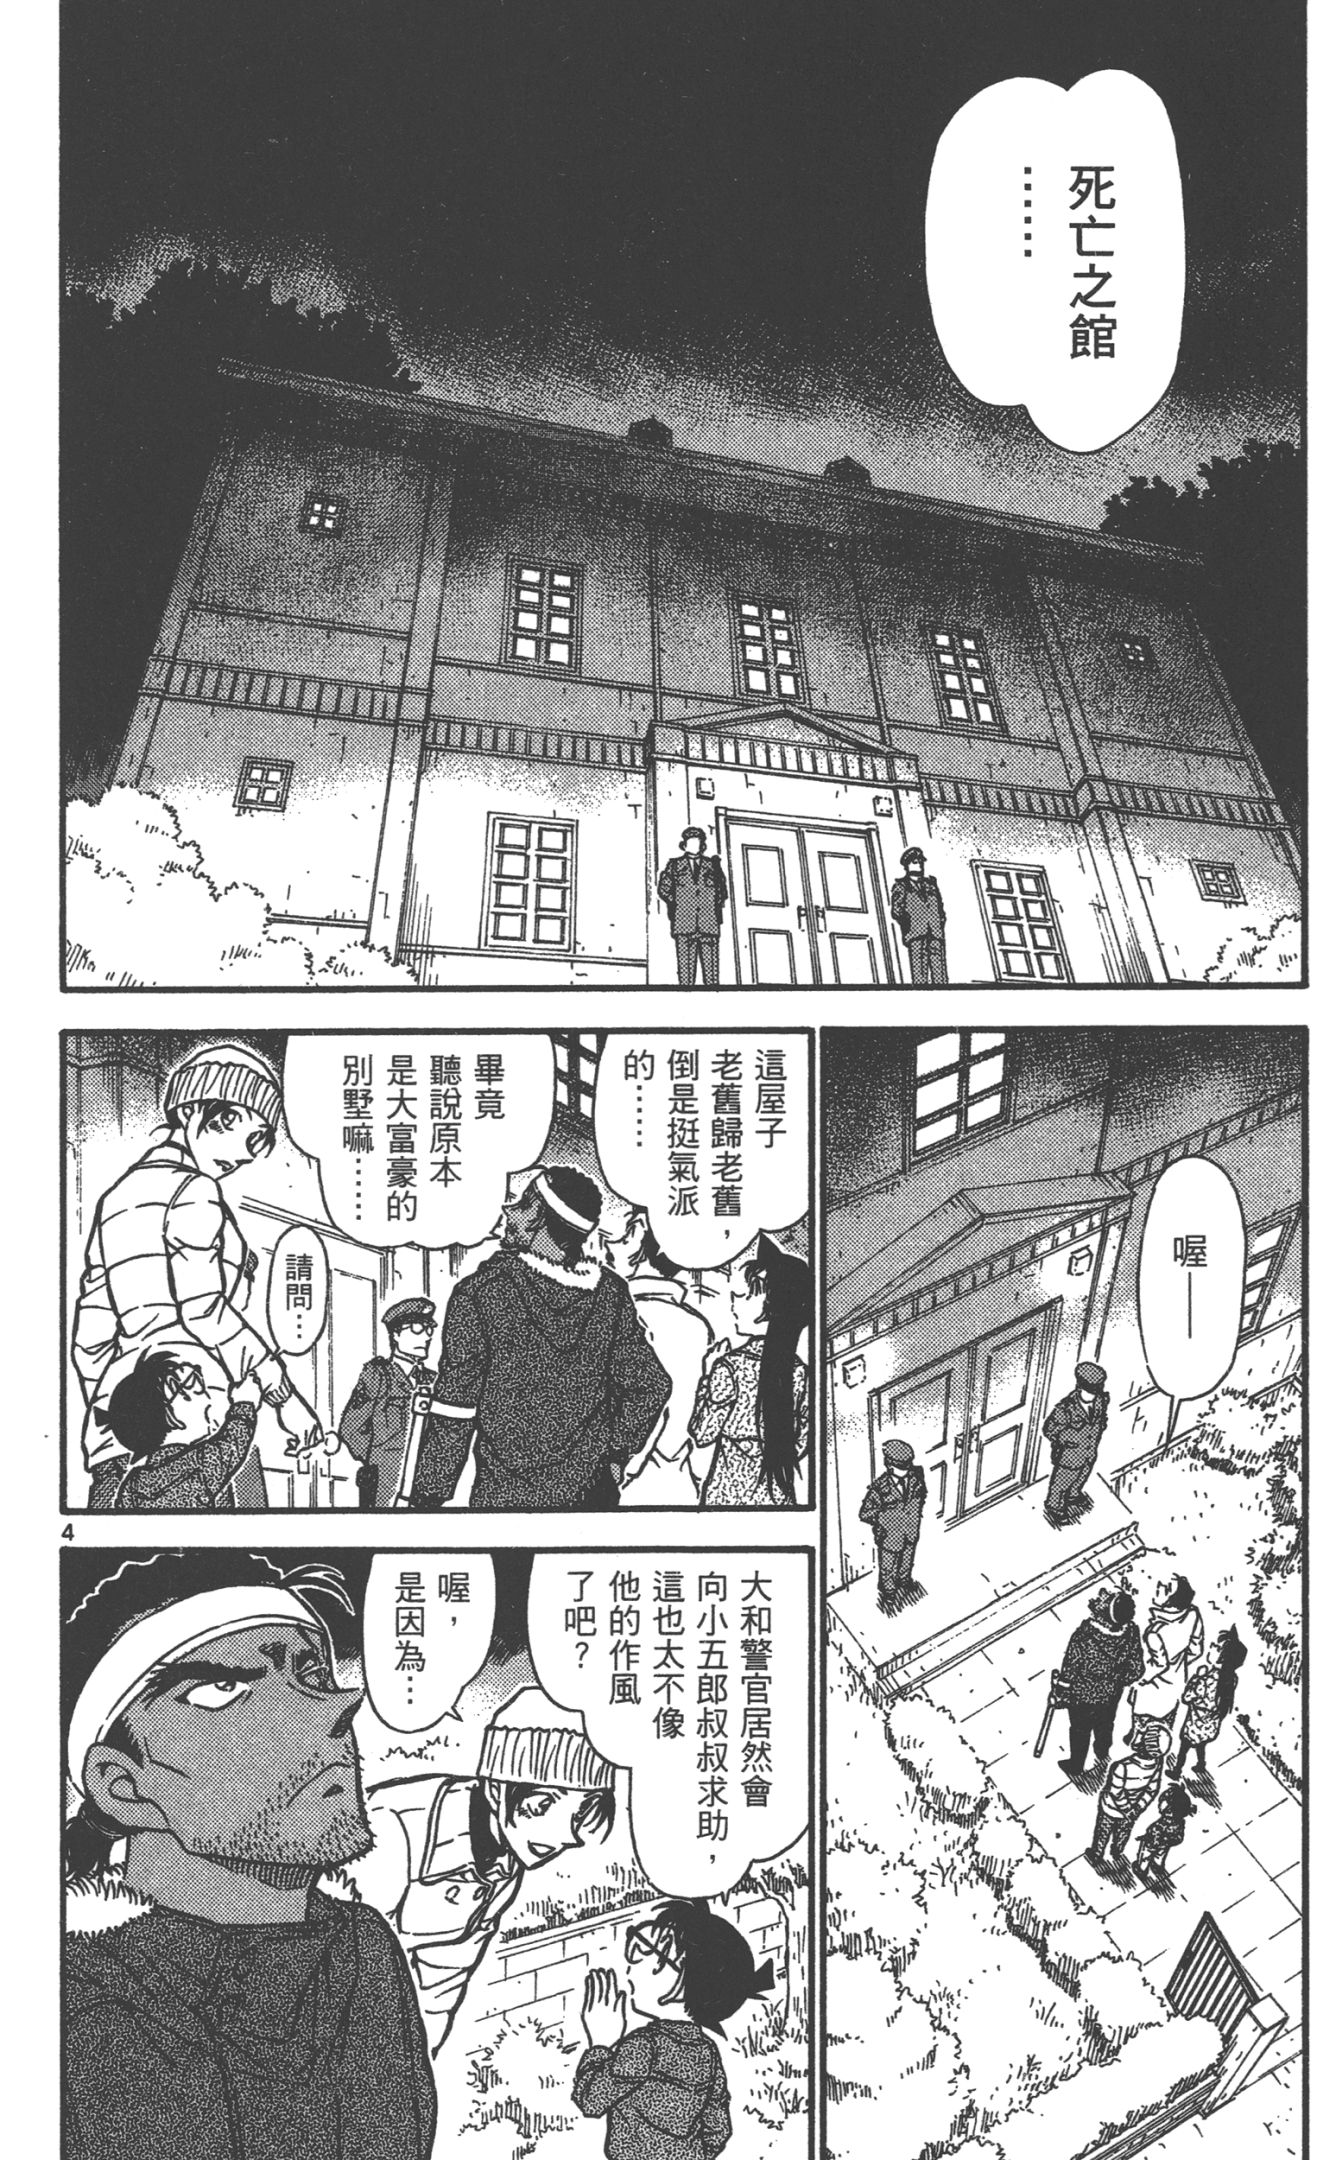 死亡之館
……
喔——
這屋子
老舊歸老舊，
倒是挺氣派
的……
畢竟
聽說原本
是大富豪的
別墅嘛……
請問…
4
大和警官居然會
向小五郎叔叔求助，
這也太不像
他的作風
了吧？
喔，
是因為…